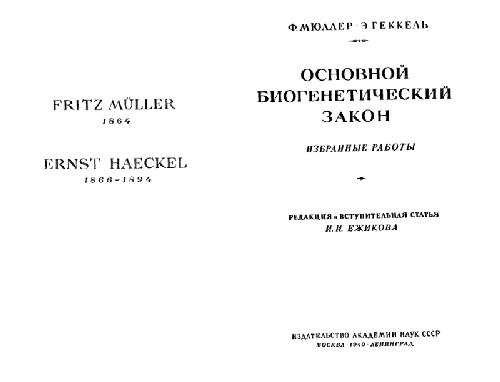 FRITZ MÜLLER
1864
ERNST HAECKEL
1866-1894
Ф. МЮЛЛЕР - Э. ГЕККЕЛЬ
ОСНОВНОЙ
БИОГЕНЕТИЧЕСКИЙ
ЗАКОН
ИЗБРАННЫЕ РАБОТЫ
РЕДАКЦИЯ и ВСТУПИТЕЛЬНАЯ СТАТЬЯ
И. И. ЕЖИКОВА
ИЗДАТЕЛЬСТВО АКАДЕМИИ НАУК СССР
МОСКВА - 1940 - ЛЕНИНГРАД